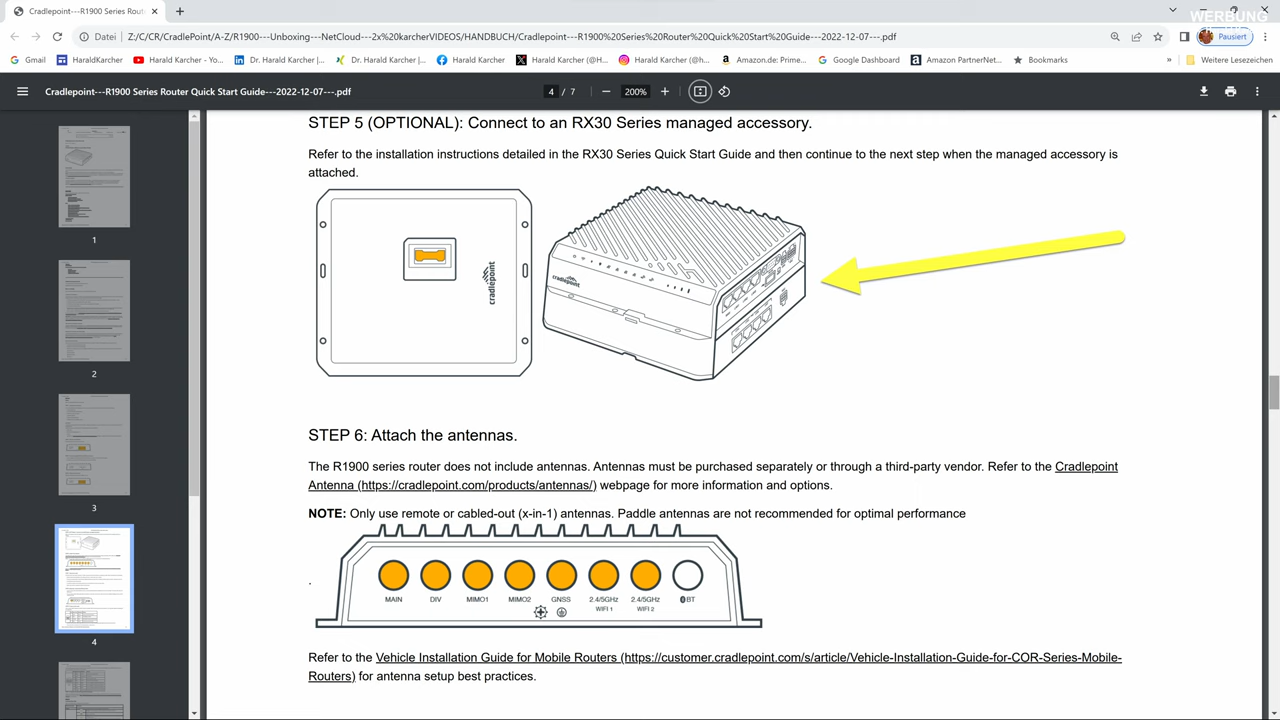 Cradlepoint---R1900 Series Rout
WERBUNG
Datei
Z:/C/CR/CradlePoint/A-Z/R1900---Unboxing---NetCloud---2x%20karcherVIDEOS/HANDBUCH/Cradlepoint---R1900%20Series%20Router%20Quick%20Start%20Guide---2022-12-07---.pdf
Pausiert
Gmail
HaraldKarcher
Harald Karcher - Yo...
Dr. Harald Karcher |...
Dr. Harald Karcher |...
Harald Karcher
Harald Karcher (@H...
Harald Karcher (@h...
Amazon.de: Prime...
Google Dashboard
Amazon PartnerNet...
Bookmarks
»
Weitere Lesezeichen
Cradlepoint---R1900 Series Router Quick Start Guide---2022-12-07---.pdf
4 / 7
200%
1
2
3
4
STEP 5 (OPTIONAL): Connect to an RX30 Series managed accessory.
Refer to the installation instructions detailed in the RX30 Series Quick Start Guide and then continue to the next step when the managed accessory is
attached.
cradlepoint
STEP 6: Attach the antennas.
The R1900 series router does not include antennas. Antennas must be purchased separately or through a third-party vendor. Refer to the Cradlepoint
Antenna (https://cradlepoint.com/products/antennas/) webpage for more information and options.
NOTE: Only use remote or cabled-out (x-in-1) antennas. Paddle antennas are not recommended for optimal performance
.
MAIN DIV MIMO1 MIMO2 GNSS 2.4/5GHz 2.4/5GHz BT
WIFI 1 WIFI 2
Refer to the Vehicle Installation Guide for Mobile Routers (https://customer.cradlepoint.com/s/article/Vehicle-Installation-Guide-for-COR-Series-Mobile-
Routers) for antenna setup best practices.